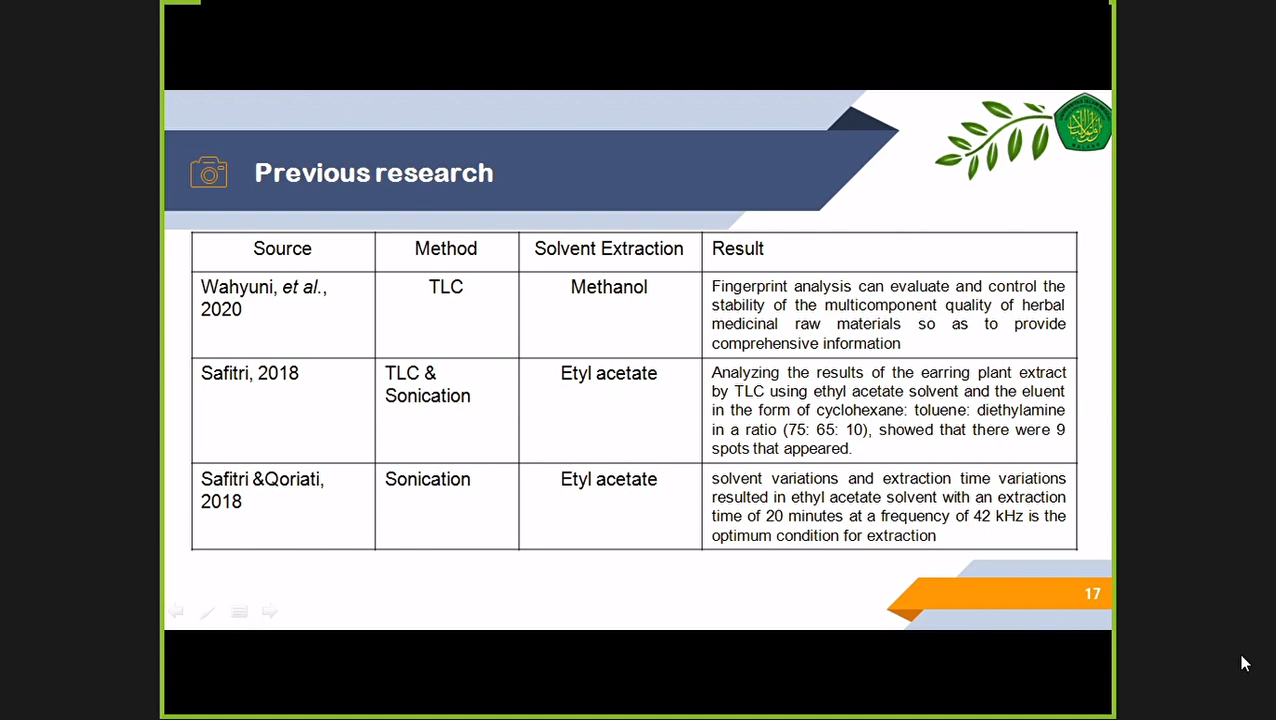 Previous research
Source Method Solvent Extraction Result
Wahyuni, et al.,
2020
TLC
Methanol
Fingerprint analysis can evaluate and control the
stability of the multicomponent quality of herbal
medicinal raw materials so as to provide
comprehensive information
Safitri, 2018
TLC &
Sonication
Etyl acetate
Analyzing the results of the earring plant extract
by TLC using ethyl acetate solvent and the eluent
in the form of cyclohexane: toluene: diethylamine
in a ratio (75: 65: 10), showed that there were 9
spots that appeared.
Safitri &Qoriati,
2018
Sonication
Etyl acetate
solvent variations and extraction time variations
resulted in ethyl acetate solvent with an extraction
time of 20 minutes at a frequency of 42 kHz is the
optimum condition for extraction
17